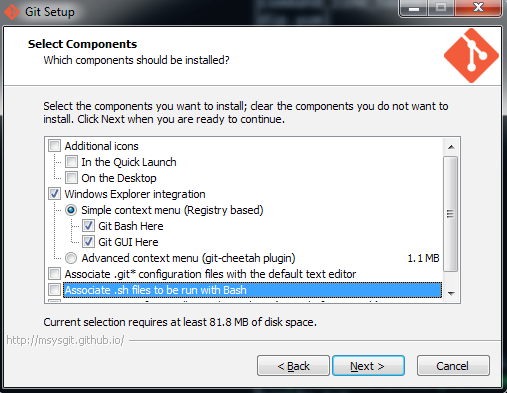 Git Setup
Select Components
Which components should be installed?
Select the components you want to install; clear the components you do not want to
install. Click Next when you are ready to continue.
Additional icons
In the Quick Launch
On the Desktop
Windows Explorer integration
Simple context menu (Registry based)
Git Bash Here
Git GUI Here
Advanced context menu (git-cheetah plugin) 1.1 MB
Associate .git* configuration files with the default text editor
Associate .sh files to be run with Bash
Current selection requires at least 81.8 MB of disk space.
http://msysgit.github.io/
< Back
Next >
Cancel